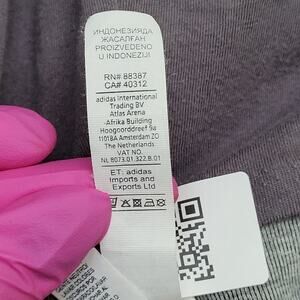 ИНДОНЕЗИЯДА
ЖАСАЛҒАН
PROIZVEDENO
U INDONEZIJI
RN# 88387
CA# 40312
adidas International
Trading BV
Atlas Arena
-Afrika Building
Hoogoorddreef 9a
1101BA Amsterdam ZO
The Netherlands
VAT NO.
NL 8073.01.322.B.01
ET: adidas
Imports and
Exports Ltd